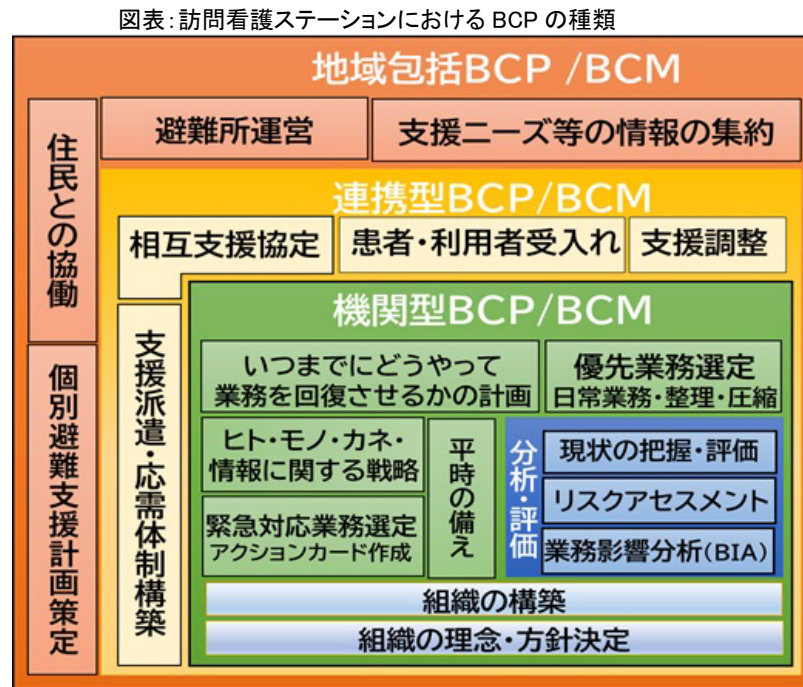 図表：訪問看護ステーションにおける BCP の種類
地域包括BCP /BCM
避難所運営
支援ニーズ等の情報の集約
住民との協働
個別避難支援計画策定
連携型BCP/BCM
相互支援協定
患者・利用者受入れ
支援調整
支援派遣・応需体制構築
機関型BCP/BCM
いつまでにどうやって
業務を回復させるかの計画
優先業務選定
日常業務・整理・圧縮
ヒト・モノ・カネ・
情報に関する戦略
緊急対応業務選定
アクションカード作成
平時の備え
分析・評価
現状の把握・評価
リスクアセスメント
業務影響分析(BIA)
組織の構築
組織の理念・方針決定